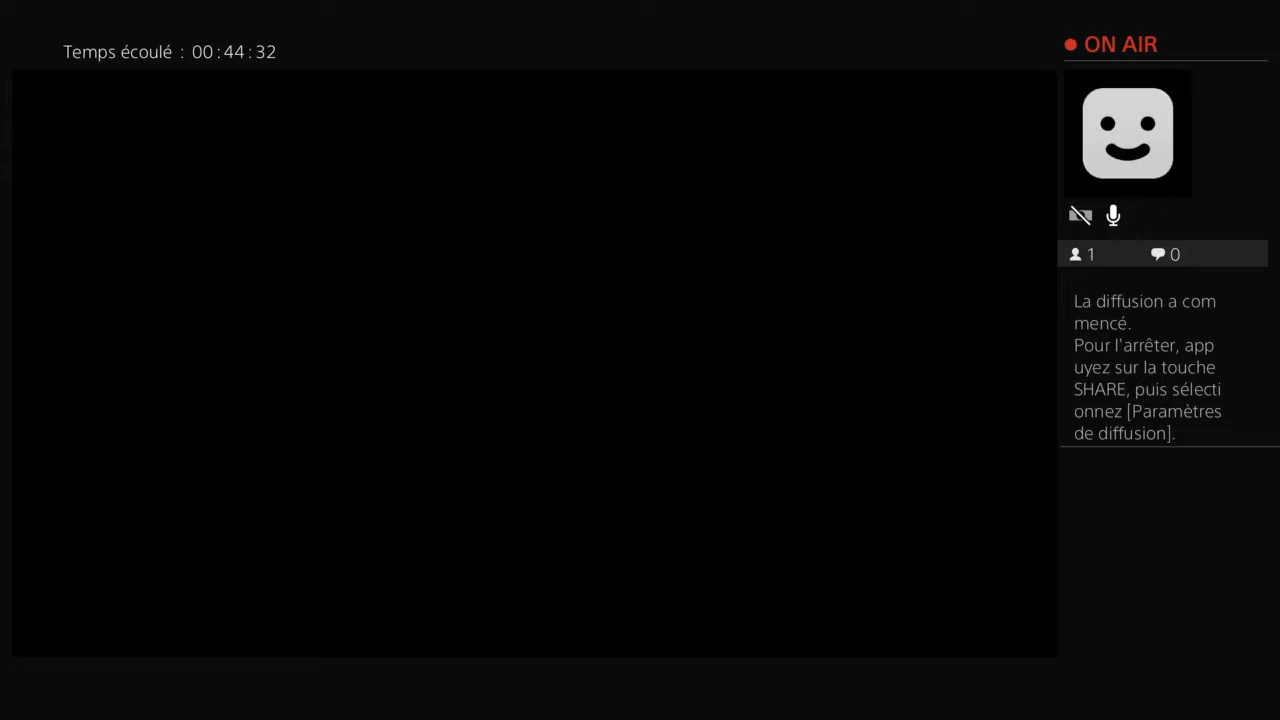 Temps écoulé : 00:44:32
ON AIR
1 0
La diffusion a com
mencé.
Pour l'arrêter, app
uyez sur la touche
SHARE, puis sélecti
onnez [Paramètres
de diffusion].